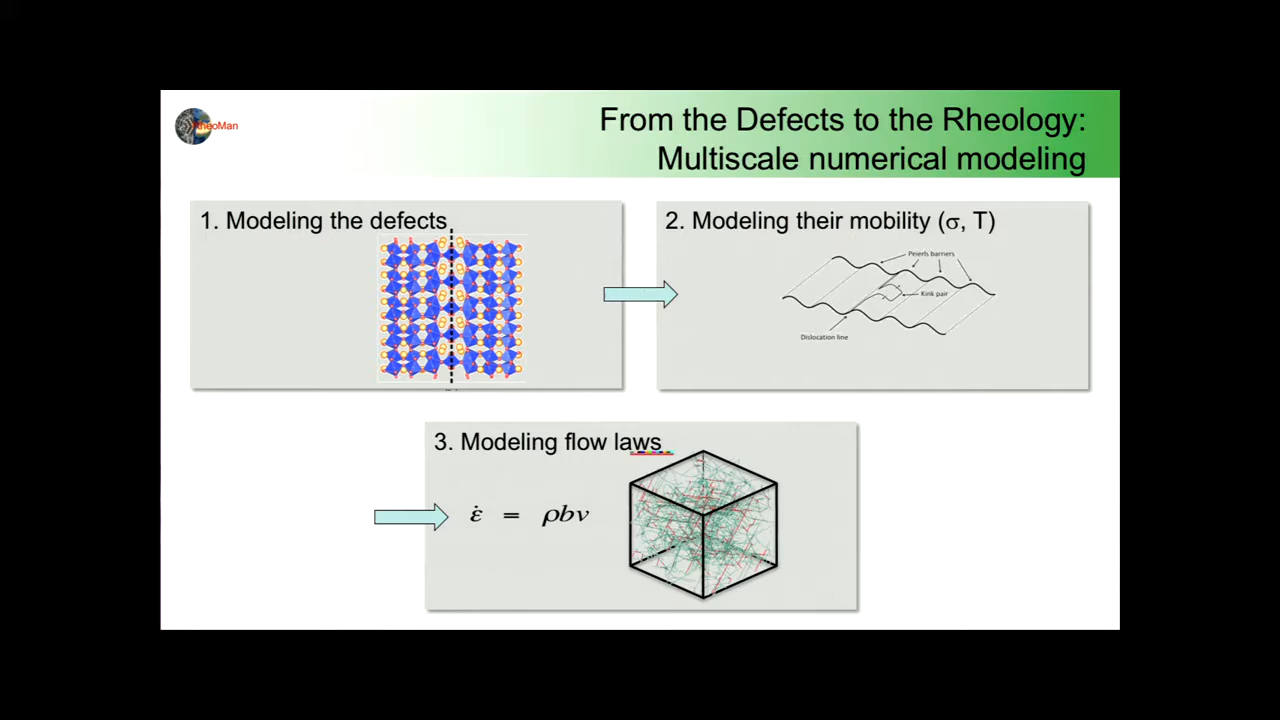 RheoMan
From the Defects to the Rheology:
Multiscale numerical modeling
1. Modeling the defects
2. Modeling their mobility (σ, T)
Peierls barriers
Kink pair
Dislocation line
3. Modeling flow laws
ε̇ = ρbv